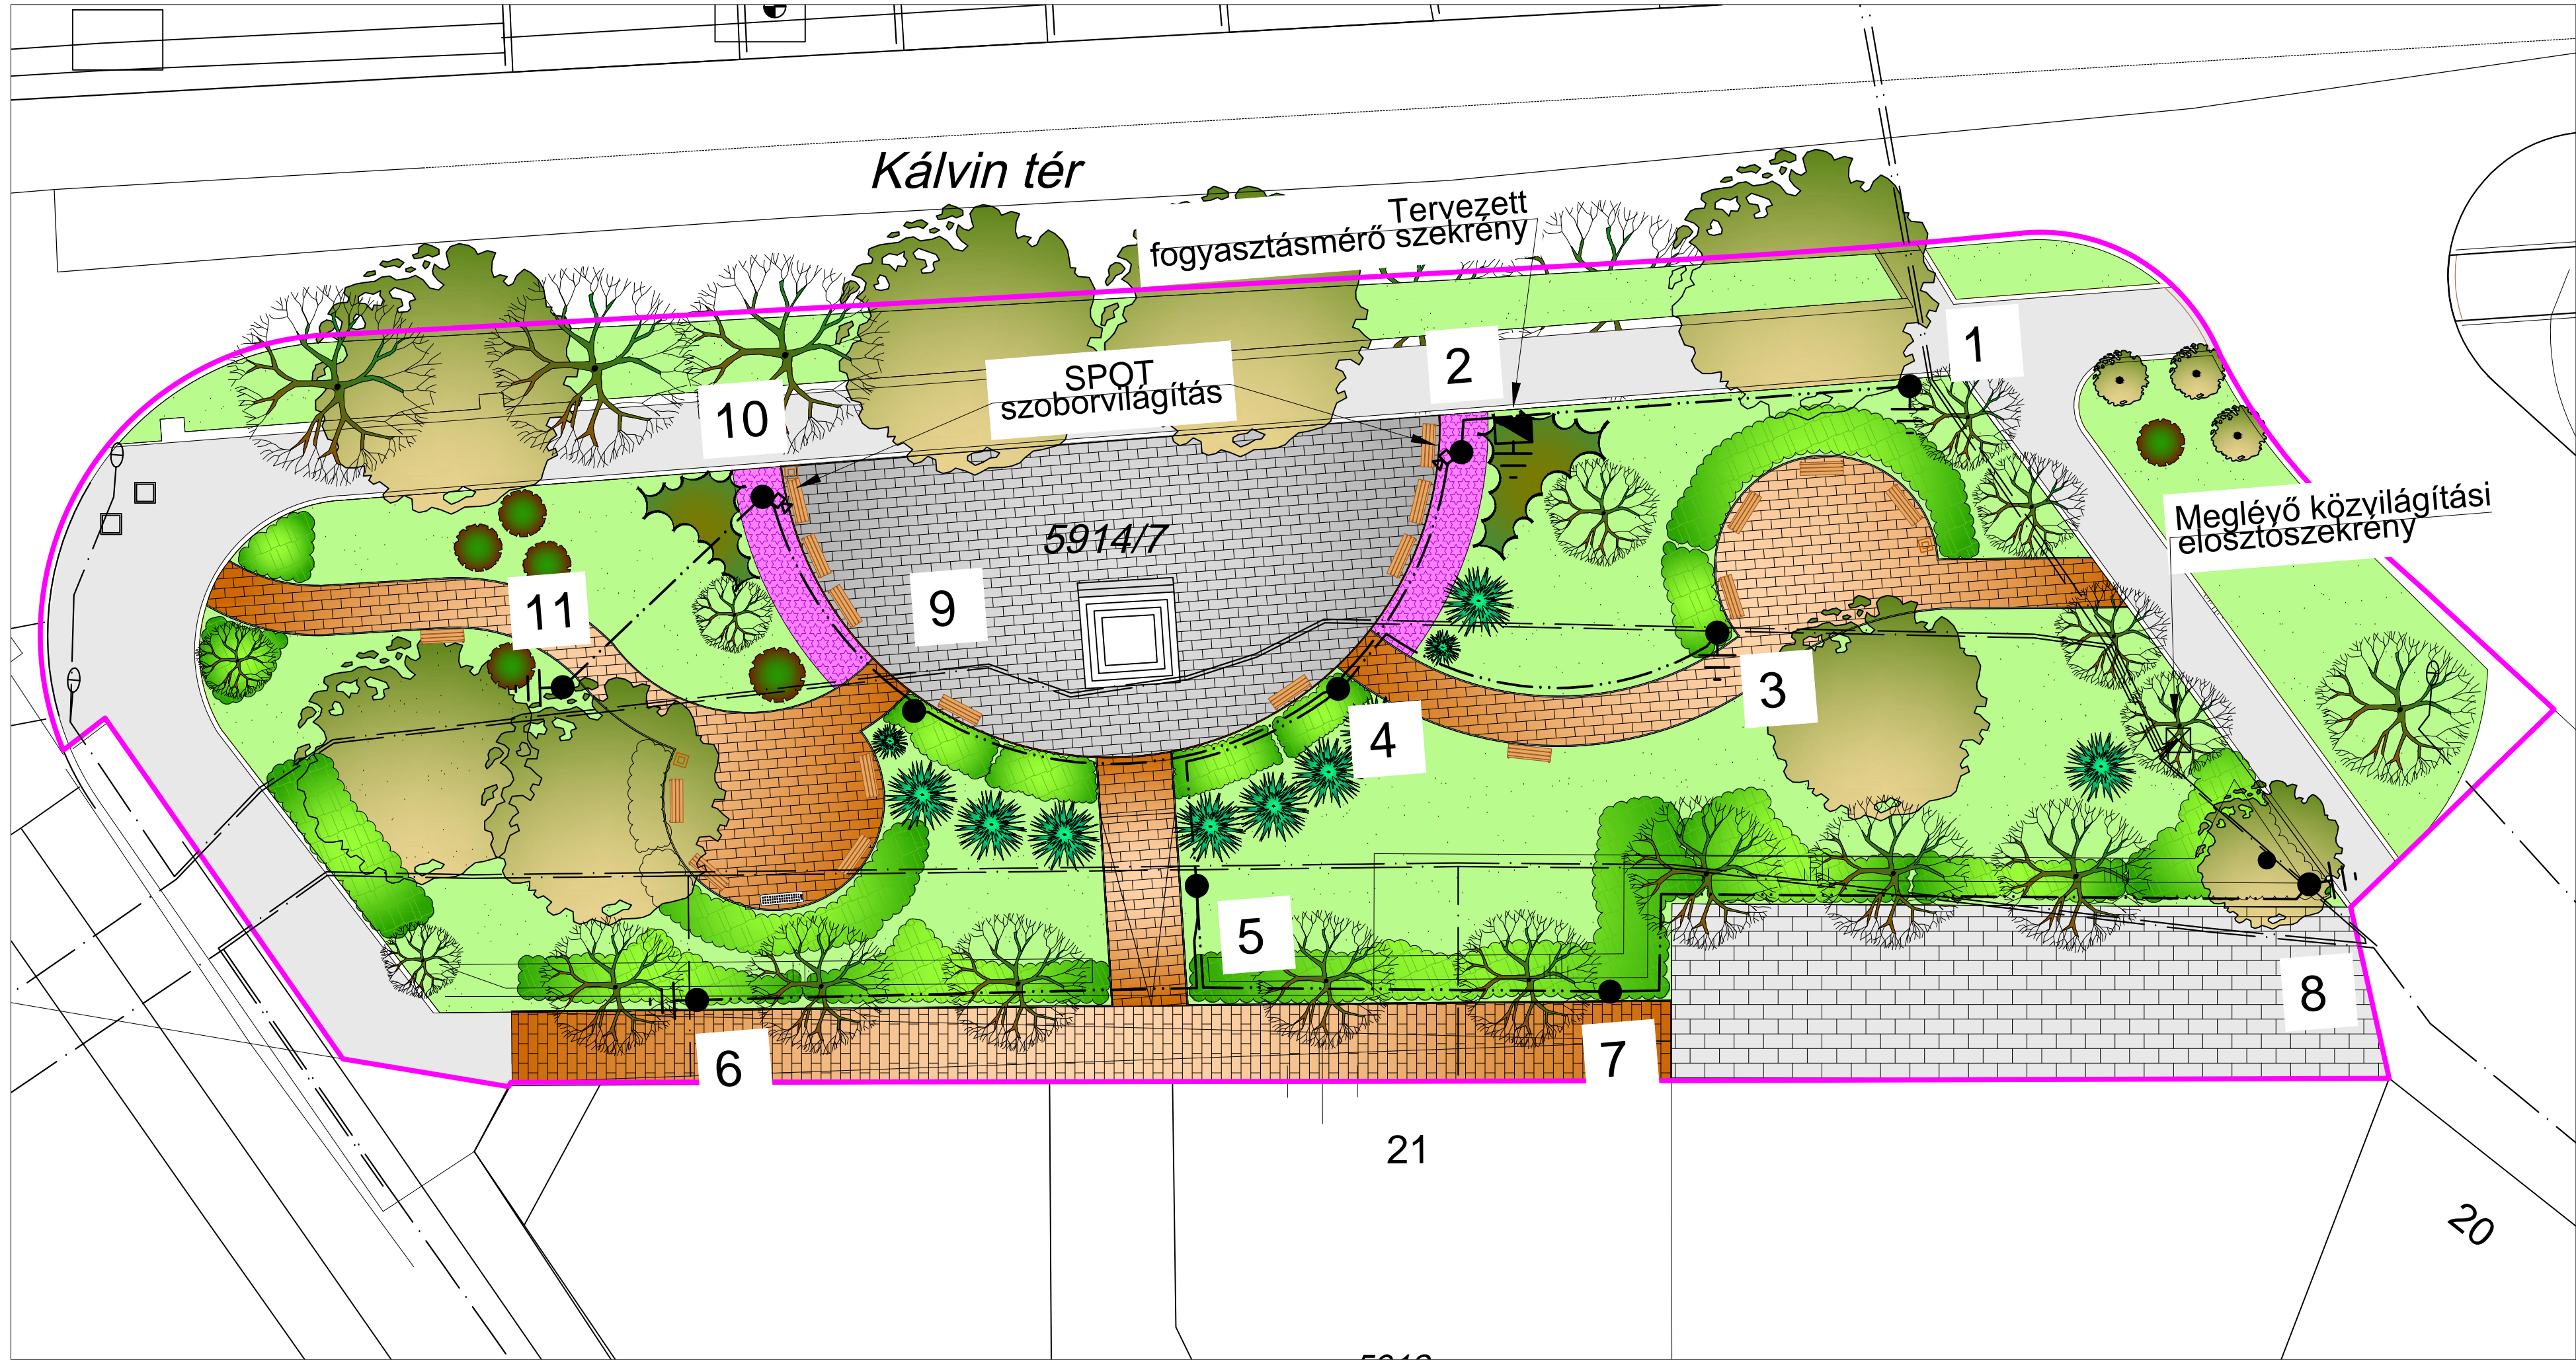 Kálvin tér
Tervezett
fogyasztásmérő szekrény
1
2
SPOT
szoborvilágítás
10
Meglévő közvilágítási
elosztószekrény
5914/7
9
11
3
4
5
8
6
7
21
20